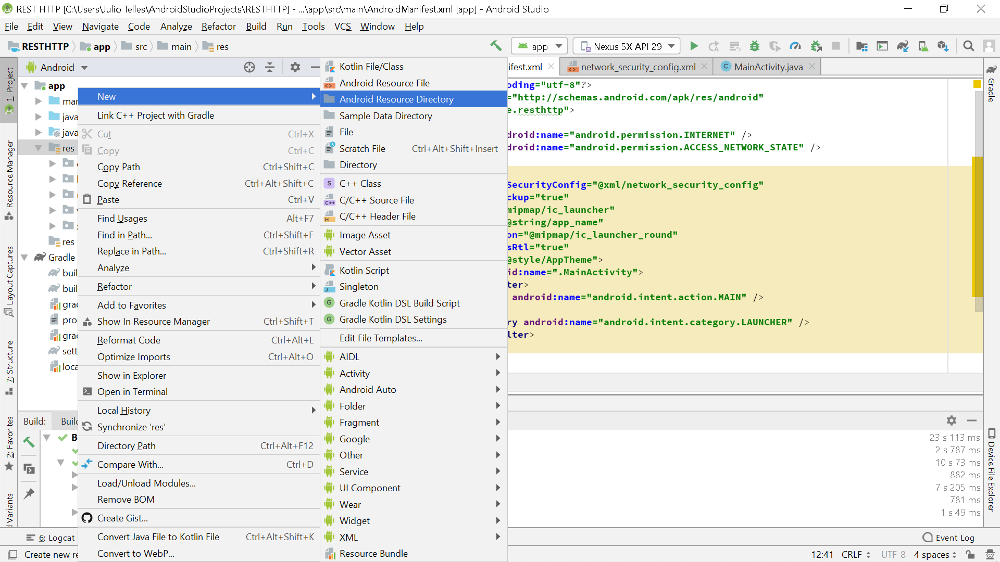 REST HTTP [C:\Users\Julio Telles\AndroidStudioProjects\RESTHTTP] - ...\app\src\main\AndroidManifest.xml [app] - Android Studio
File Edit View Navigate Code Analyze Refactor Build Run Tools VCS Window Help
RESTHTTP app src main res
app
Nexus 5X API 29
1: Project
Resource Manager
Layout Captures
7: Structure
2: Favorites
d Variants
Android
app
mar
java
java
res
res
Gradle
buil
buil
grad
pro
grad
sett
loca
New
Link C++ Project with Gradle
Cut Ctrl+X
Copy Ctrl+C
Copy Path Ctrl+Shift+C
Copy Reference Ctrl+Alt+Shift+C
Paste Ctrl+V
Find Usages Alt+F7
Find in Path... Ctrl+Shift+F
Replace in Path... Ctrl+Shift+R
Analyze
Refactor
Add to Favorites
Show In Resource Manager Ctrl+Shift+T
Reformat Code Ctrl+Alt+L
Optimize Imports Ctrl+Alt+O
Show in Explorer
Open in Terminal
Local History
Synchronize 'res'
Directory Path Ctrl+Alt+F12
Compare With... Ctrl+D
Load/Unload Modules...
Remove BOM
Create Gist...
Convert Java File to Kotlin File Ctrl+Alt+Shift+K
Convert to WebP...
Kotlin File/Class
Android Resource File
Android Resource Directory
Sample Data Directory
File
Scratch File Ctrl+Alt+Shift+Insert
Directory
C++ Class
C/C++ Source File
C/C++ Header File
Image Asset
Vector Asset
Kotlin Script
Singleton
Gradle Kotlin DSL Build Script
Gradle Kotlin DSL Settings
Edit File Templates...
AIDL
Activity
Android Auto
Folder
Fragment
Google
Other
Service
UI Component
Wear
Widget
XML
Resource Bundle
ifest.xml network_security_config.xml MainActivity.java
oding="utf-8"?>
="http://schemas.android.com/apk/res/android"
e.resthttp">
droid:name="android.permission.INTERNET" />
droid:name="android.permission.ACCESS_NETWORK_STATE" />
SecurityConfig="@xml/network_security_config"
ckup="true"
mipmap/ic_launcher"
@string/app_name"
on="@mipmap/ic_launcher_round"
sRtl="true"
@style/AppTheme">
id:name=".MainActivity">
ter>
android:name="android.intent.action.MAIN" />
ry android:name="android.intent.category.LAUNCHER" />
lter>
Gradle
Device File Explorer
Build: Build
B
23 s 113 ms
2 s 787 ms
10 s 73 ms
882 ms
7 s 205 ms
781 ms
1 s 49 ms
6: Logcat
Event Log
Create new re
12:41 CRLF UTF-8 4 spaces